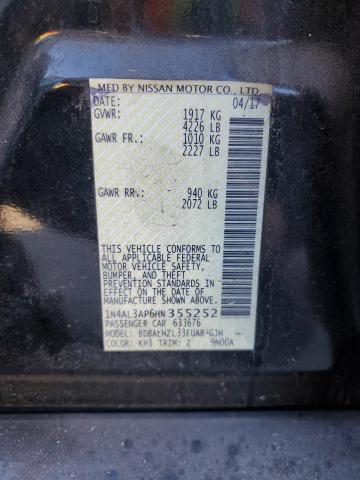 MFD BY NISSAN MOTOR CO., LTD.
DATE: 04/17
GVWR: 1917 KG
4226 LB
GAWR FR.: 1010 KG
2227 LB
GAWR RR.: 940 KG
2072 LB
THIS VEHICLE CONFORMS TO
ALL APPLICABLE FEDERAL
MOTOR VEHICLE SAFETY,
BUMPER, AND THEFT
PREVENTION STANDARDS IN
EFFECT ON THE DATE OF
MANUFACTURE SHOWN ABOVE.
1N4AL3AP6HN355252
PASSENGER CAR 633676
MODEL:
COLOR: KH3 TRIM: Z 9N00A